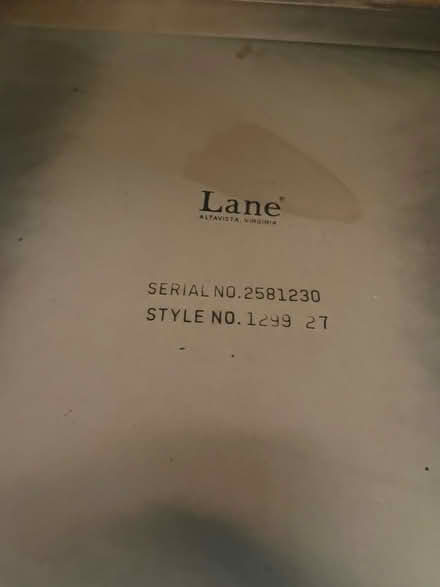 Lane®
ALTAVISTA, VIRGINIA
SERIAL NO. 2581230
STYLE NO. 1299 27